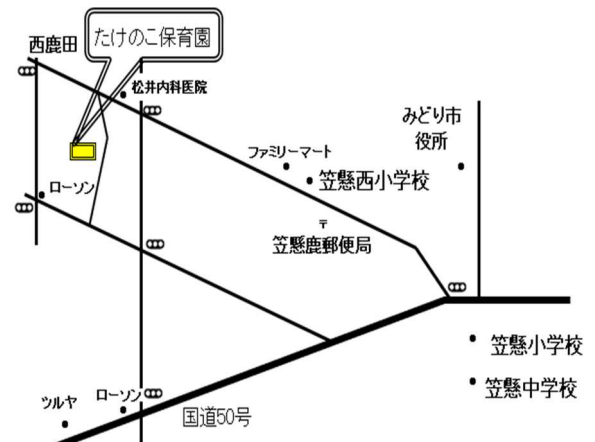 西鹿田
たけのこ保育園
松井内科医院
みどり市
役所
ファミリーマート
笠懸西小学校
ローソン
〒
笠懸鹿郵便局
笠懸小学校
笠懸中学校
ツルヤ
ローソン
国道50号